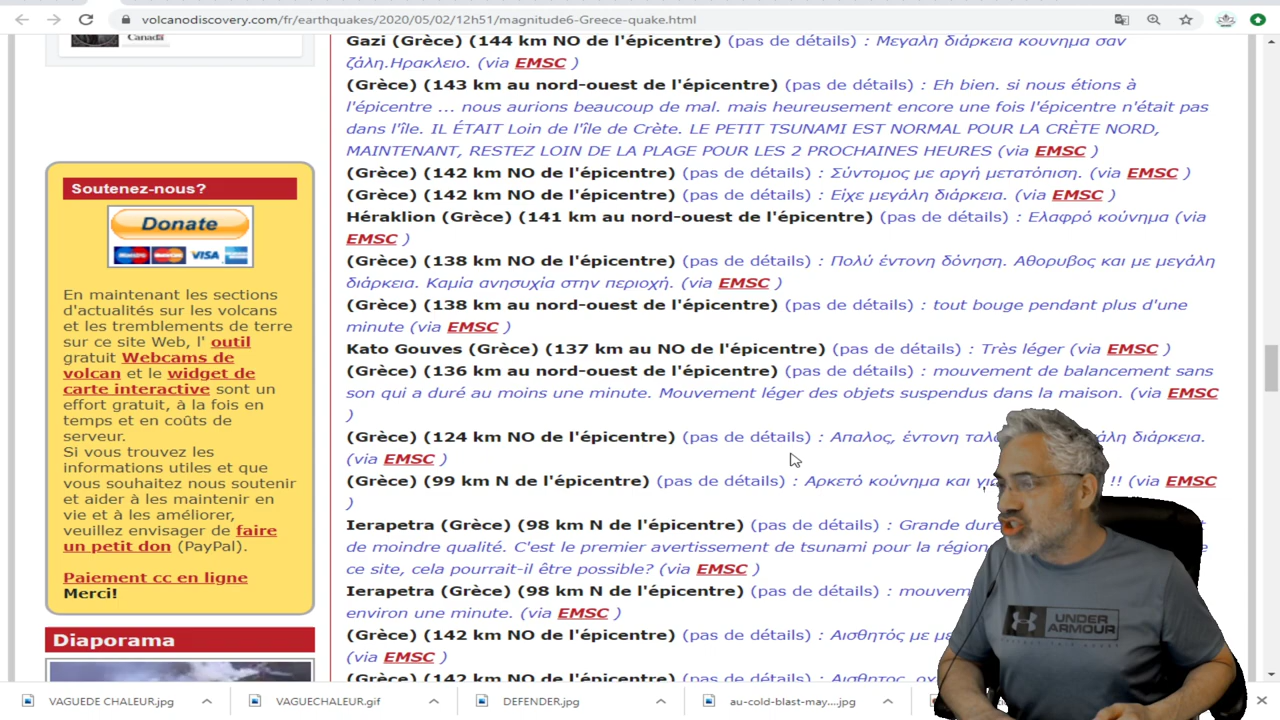 volcanodiscovery.com/fr/earthquakes/2020/05/02/12h51/magnitude6-Greece-quake.html
Canada
Soutenez-nous?
Donate
VISA
En maintenant les sections
d'actualités sur les volcans
et les tremblements de terre
sur ce site Web, l' outil
gratuit Webcams de
volcan et le widget de
carte interactive sont un
effort gratuit, à la fois en
temps et en coûts de
serveur.
Si vous trouvez les
informations utiles et que
vous souhaitez nous soutenir
et aider à les maintenir en
vie et à les améliorer,
veuillez envisager de faire
un petit don (PayPal).
Paiement cc en ligne
Merci!
Diaporama
Gazi (Grèce) (144 km NO de l'épicentre) (pas de détails) : Μεγαλη διάρκεια κουνημα σαν
ζάλη.Ηρακλειο. (via EMSC )
(Grèce) (143 km au nord-ouest de l'épicentre) (pas de détails) : Eh bien. si nous étions à
l'épicentre ... nous aurions beaucoup de mal. mais heureusement encore une fois l'épicentre n'était pas
dans l'île. IL ÉTAIT Loin de l'île de Crète. LE PETIT TSUNAMI EST NORMAL POUR LA CRÈTE NORD,
MAINTENANT, RESTEZ LOIN DE LA PLAGE POUR LES 2 PROCHAINES HEURES (via EMSC )
(Grèce) (142 km NO de l'épicentre) (pas de détails) : Σύντομος με αργή μετατόπιση. (via EMSC )
(Grèce) (142 km NO de l'épicentre) (pas de détails) : Είχε μεγάλη διάρκεια. (via EMSC )
Héraklion (Grèce) (141 km au nord-ouest de l'épicentre) (pas de détails) : Ελαφρό κούνημα (via
EMSC )
(Grèce) (138 km au nord-ouest de l'épicentre) (pas de détails) : Πολύ έντονη δόνηση. Αθορυβος και με μεγάλη
διάρκεια. Καμία ανησυχία στην περιοχή. (via EMSC )
(Grèce) (138 km au nord-ouest de l'épicentre) (pas de détails) : tout bouge pendant plus d'une
minute (via EMSC )
Kato Gouves (Grèce) (137 km au NO de l'épicentre) (pas de détails) : Très léger (via EMSC )
(Grèce) (136 km au nord-ouest de l'épicentre) (pas de détails) : mouvement de balancement sans
son qui a duré au moins une minute. Mouvement léger des objets suspendus dans la maison. (via EMSC
)
(Grèce) (124 km NO de l'épicentre) (pas de détails) : Απαλος, έντονη διάρκεια.
(via EMSC )
(Grèce) (99 km N de l'épicentre) (pas de détails) : Αρκετό κούνημα και !! (via EMSC
)
Ierapetra (Grèce) (98 km N de l'épicentre) (pas de détails) : Grande
de moindre qualité. C'est le premier avertissement de tsunami pour la région
ce site, cela pourrait-il être possible? (via EMSC )
Ierapetra (Grèce) (98 km N de l'épicentre) (pas de détails) :
environ une minute. (via EMSC )
(Grèce) (142 km NO de l'épicentre) (pas de détails) : Αισθητός με
(via EMSC )
(Grèce) (142 km NO de l'épicentre) (pas de détails) : Αισθητος,
UNDER
ARMOUR
VAGUEDE CHALEUR.jpg
VAGUECHALEUR.gif
DEFENDER.jpg
au-cold-blast-may....jpg